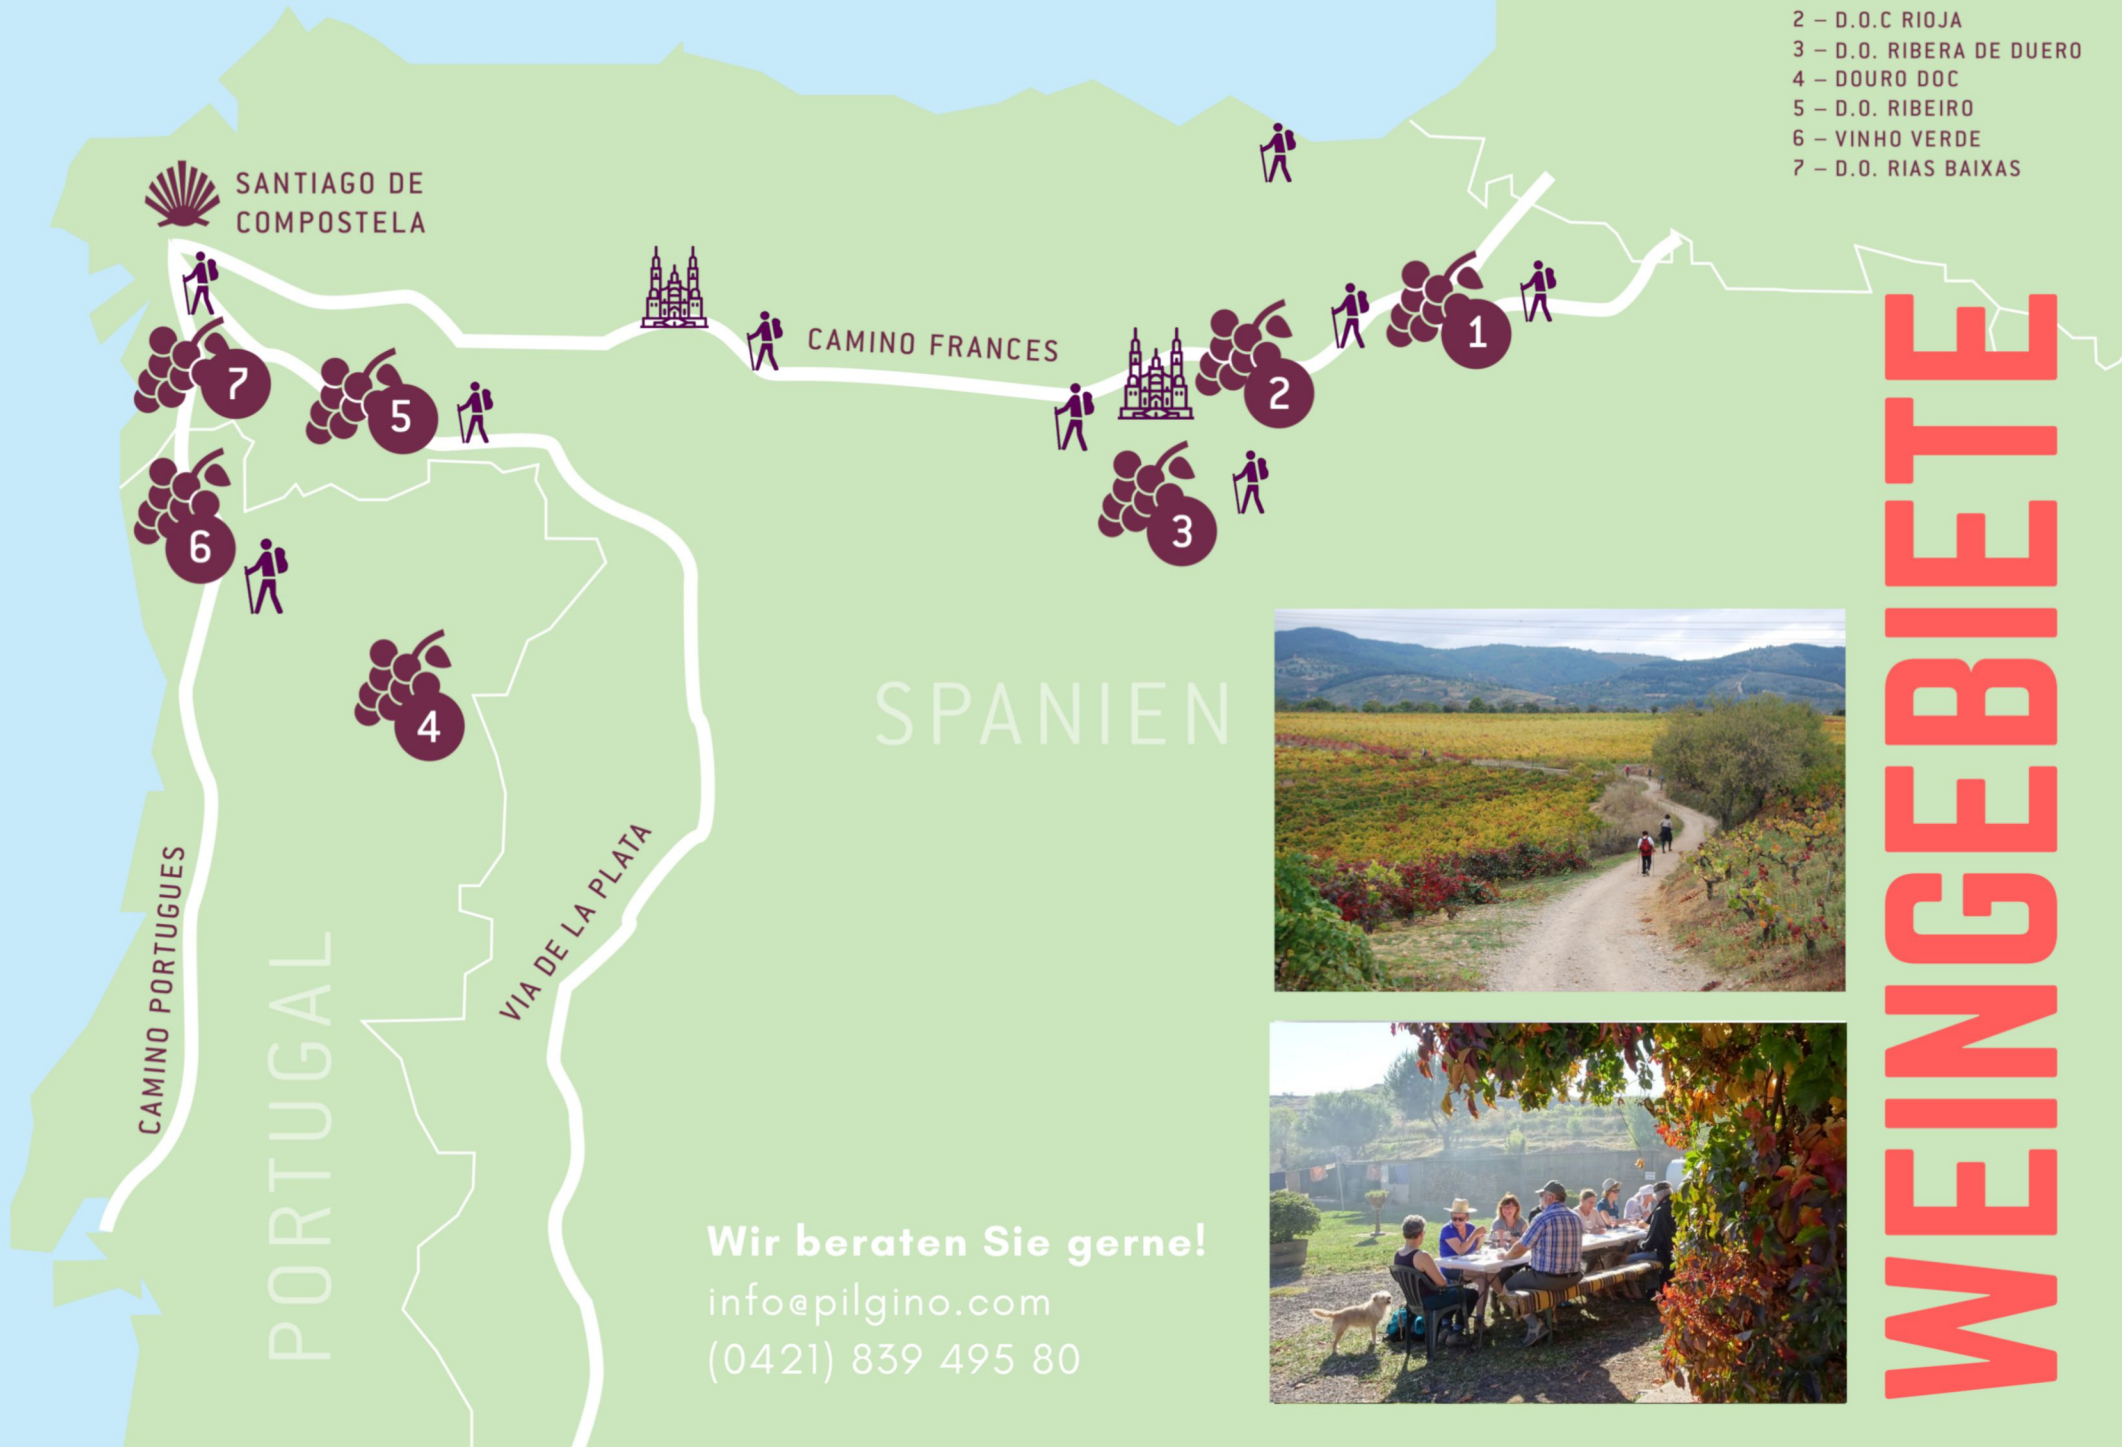 2 – D.O.C RIOJA
3 – D.O. RIBERA DE DUERO
4 – DOURO DOC
5 – D.O. RIBEIRO
6 – VINHO VERDE
7 – D.O. RIAS BAIXAS
SANTIAGO DE
COMPOSTELA
CAMINO FRANCES
1
2
3
7
5
6
4
SPANIEN
WEINGEBIETE
VIA DE LA PLATA
CAMINO PORTUGUES
PORTUGAL
Wir beraten Sie gerne!
info@pilgino.com
(0421) 839 495 80